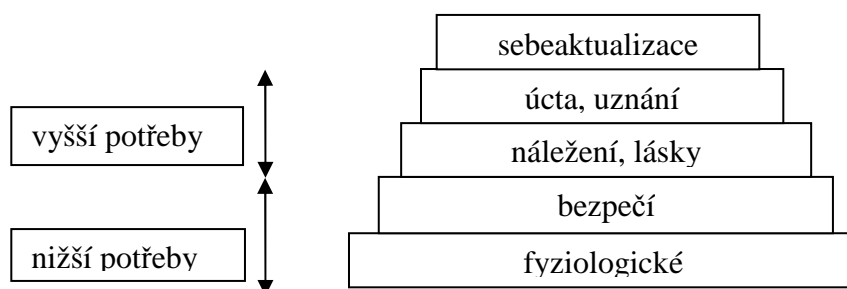 sebeaktualizace
úcta, uznání
vyšší potřeby
náležení, lásky
bezpečí
nižší potřeby
fyziologické